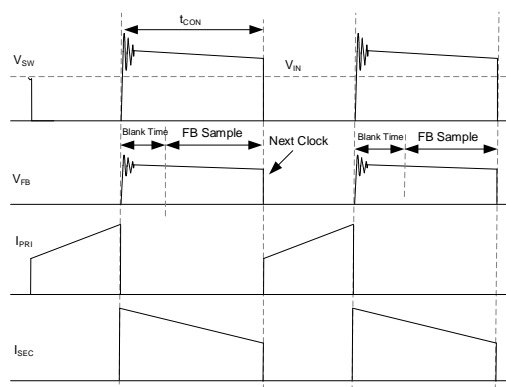 tCON
VSW
VIN
Blank Time
FB Sample
Next Clock
Blank Time
FB Sample
VFB
IPRI
ISEC